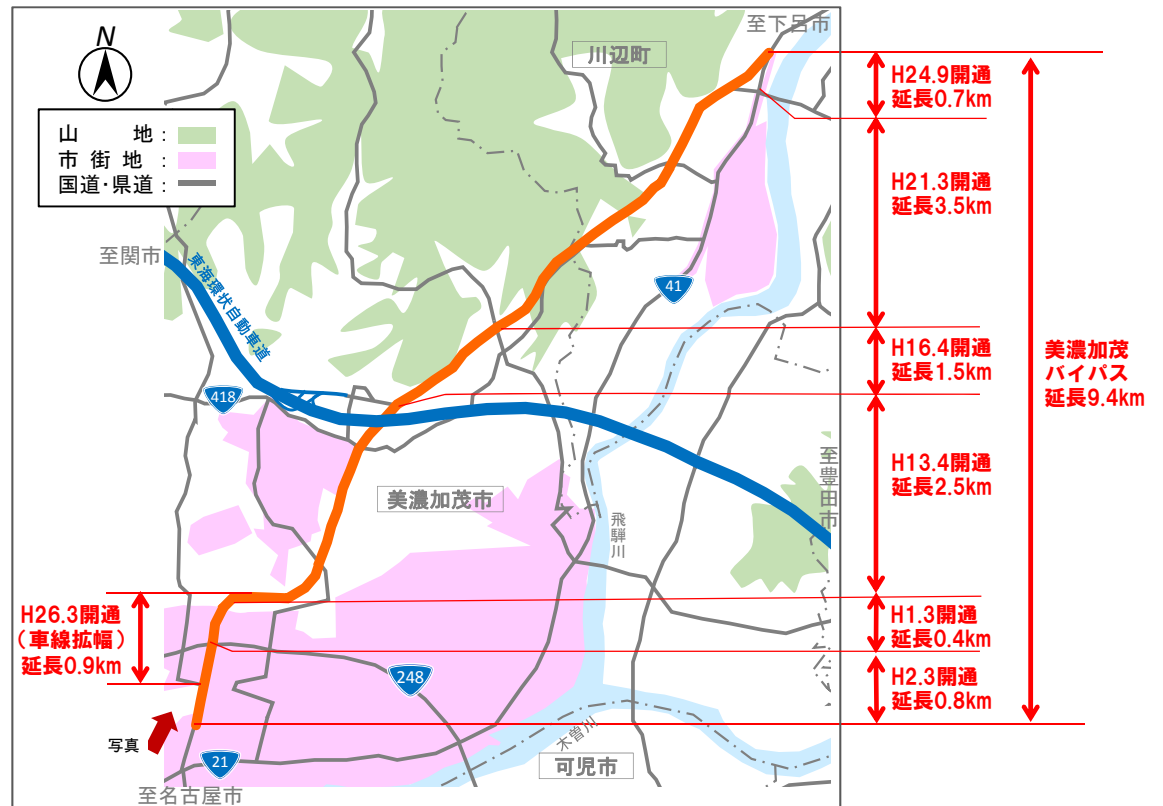 N
山 地：
市 街 地：
国道・県道：
至下呂市
川辺町
至関市
東海環状自動車道
41
418
美濃加茂市
飛騨川
至豊田市
248
木曽川
可児市
21
至名古屋市
写真
H26.3開通
（車線拡幅）
延長0.9km
H24.9開通
延長0.7km
H21.3開通
延長3.5km
H16.4開通
延長1.5km
H13.4開通
延長2.5km
H1.3開通
延長0.4km
H2.3開通
延長0.8km
美濃加茂
バイパス
延長9.4km